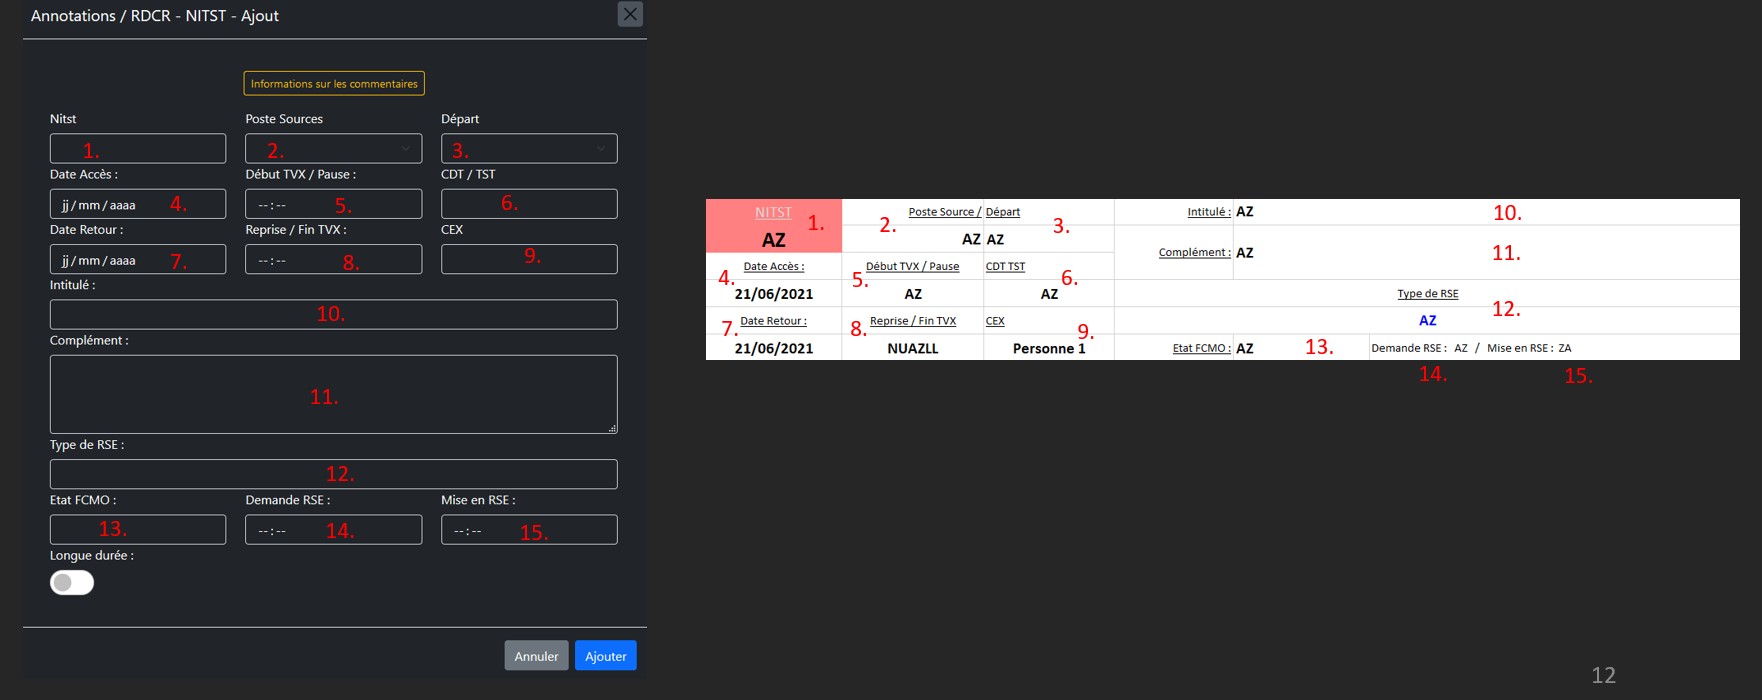 Annotations / RDCR - NITST - Ajout
Informations sur les commentaires
Nitst Poste Sources Départ
1. 2. 3.
Date Accès : Début TVX / Pause : CDT / TST
jj/mm/aaaa 4. --:-- 5. 6.
Date Retour : Reprise / Fin TVX : CEX
jj/mm/aaaa 7. --:-- 8. 9.
Intitulé :
10.
Complément :
11.
Type de RSE :
12.
Etat FCMO : Demande RSE : Mise en RSE :
13. --:-- 14. --:-- 15.
Longue durée :
Annuler Ajouter
NITST 1. 2. Poste Source / Départ 3. Intitulé : AZ 10.
AZ AZ AZ Complément : AZ 11.
4. Date Accès : 5. Début TVX / Pause CDT TST 6.
21/06/2021 AZ AZ Type de RSE 12.
7. Date Retour : 8. Reprise / Fin TVX CEX 9. AZ
21/06/2021 NUAZLL Personne 1 Etat FCMO : AZ 13. Demande RSE : AZ / Mise en RSE : ZA
14. 15.
12